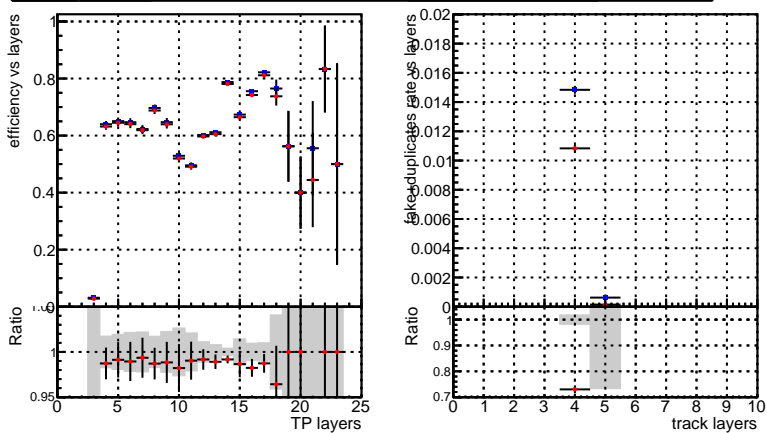 efficiency vs layers
1
0.8
0.6
0.4
0.2
0
Ratio
1
0.95
0 5 10 15 20 25
TP layers
fake+duplicates rate vs layers
0.02
0.018
0.016
0.014
0.012
0.01
0.008
0.006
0.004
0.002
0
Ratio
1
0.9
0.8
0.7
0 1 2 3 4 5 6 7 8 9 10
track layers